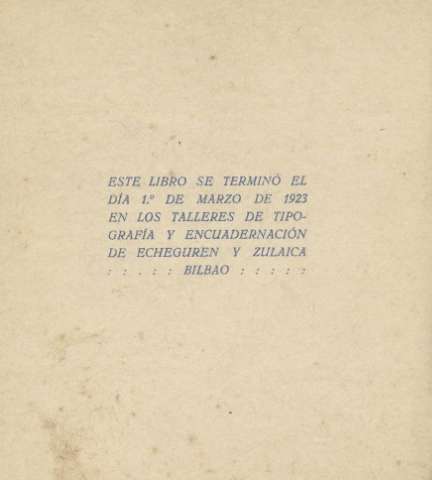 ESTE LIBRO SE TERMINÓ EL
DÍA 1.º DE MARZO DE 1923
EN LOS TALLERES DE TIPO-
GRAFÍA Y ENCUADERNACIÓN
DE ECHEGUREN Y ZULAICA
: : : : : BILBAO : : : : :